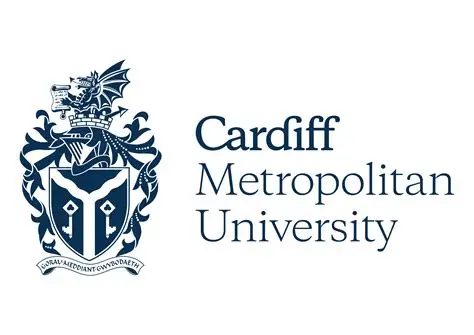 Cardiff
Metropolitan
University
GORAU·MEDDIANT·GWYBODAETH